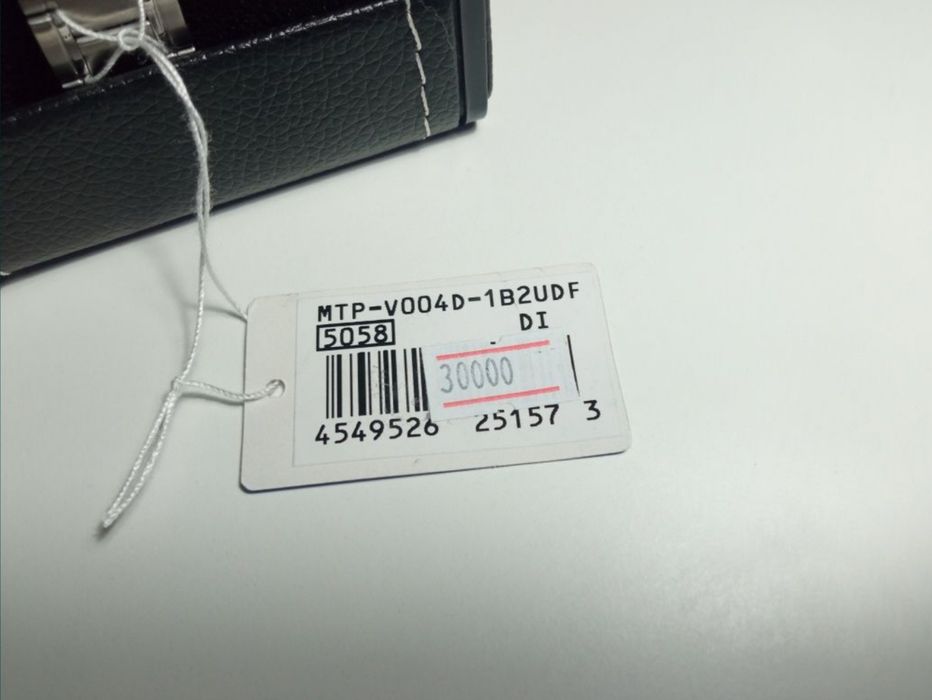 MTP-V004D-1B2UDF
5058 DI
30000
4549526 25157 3